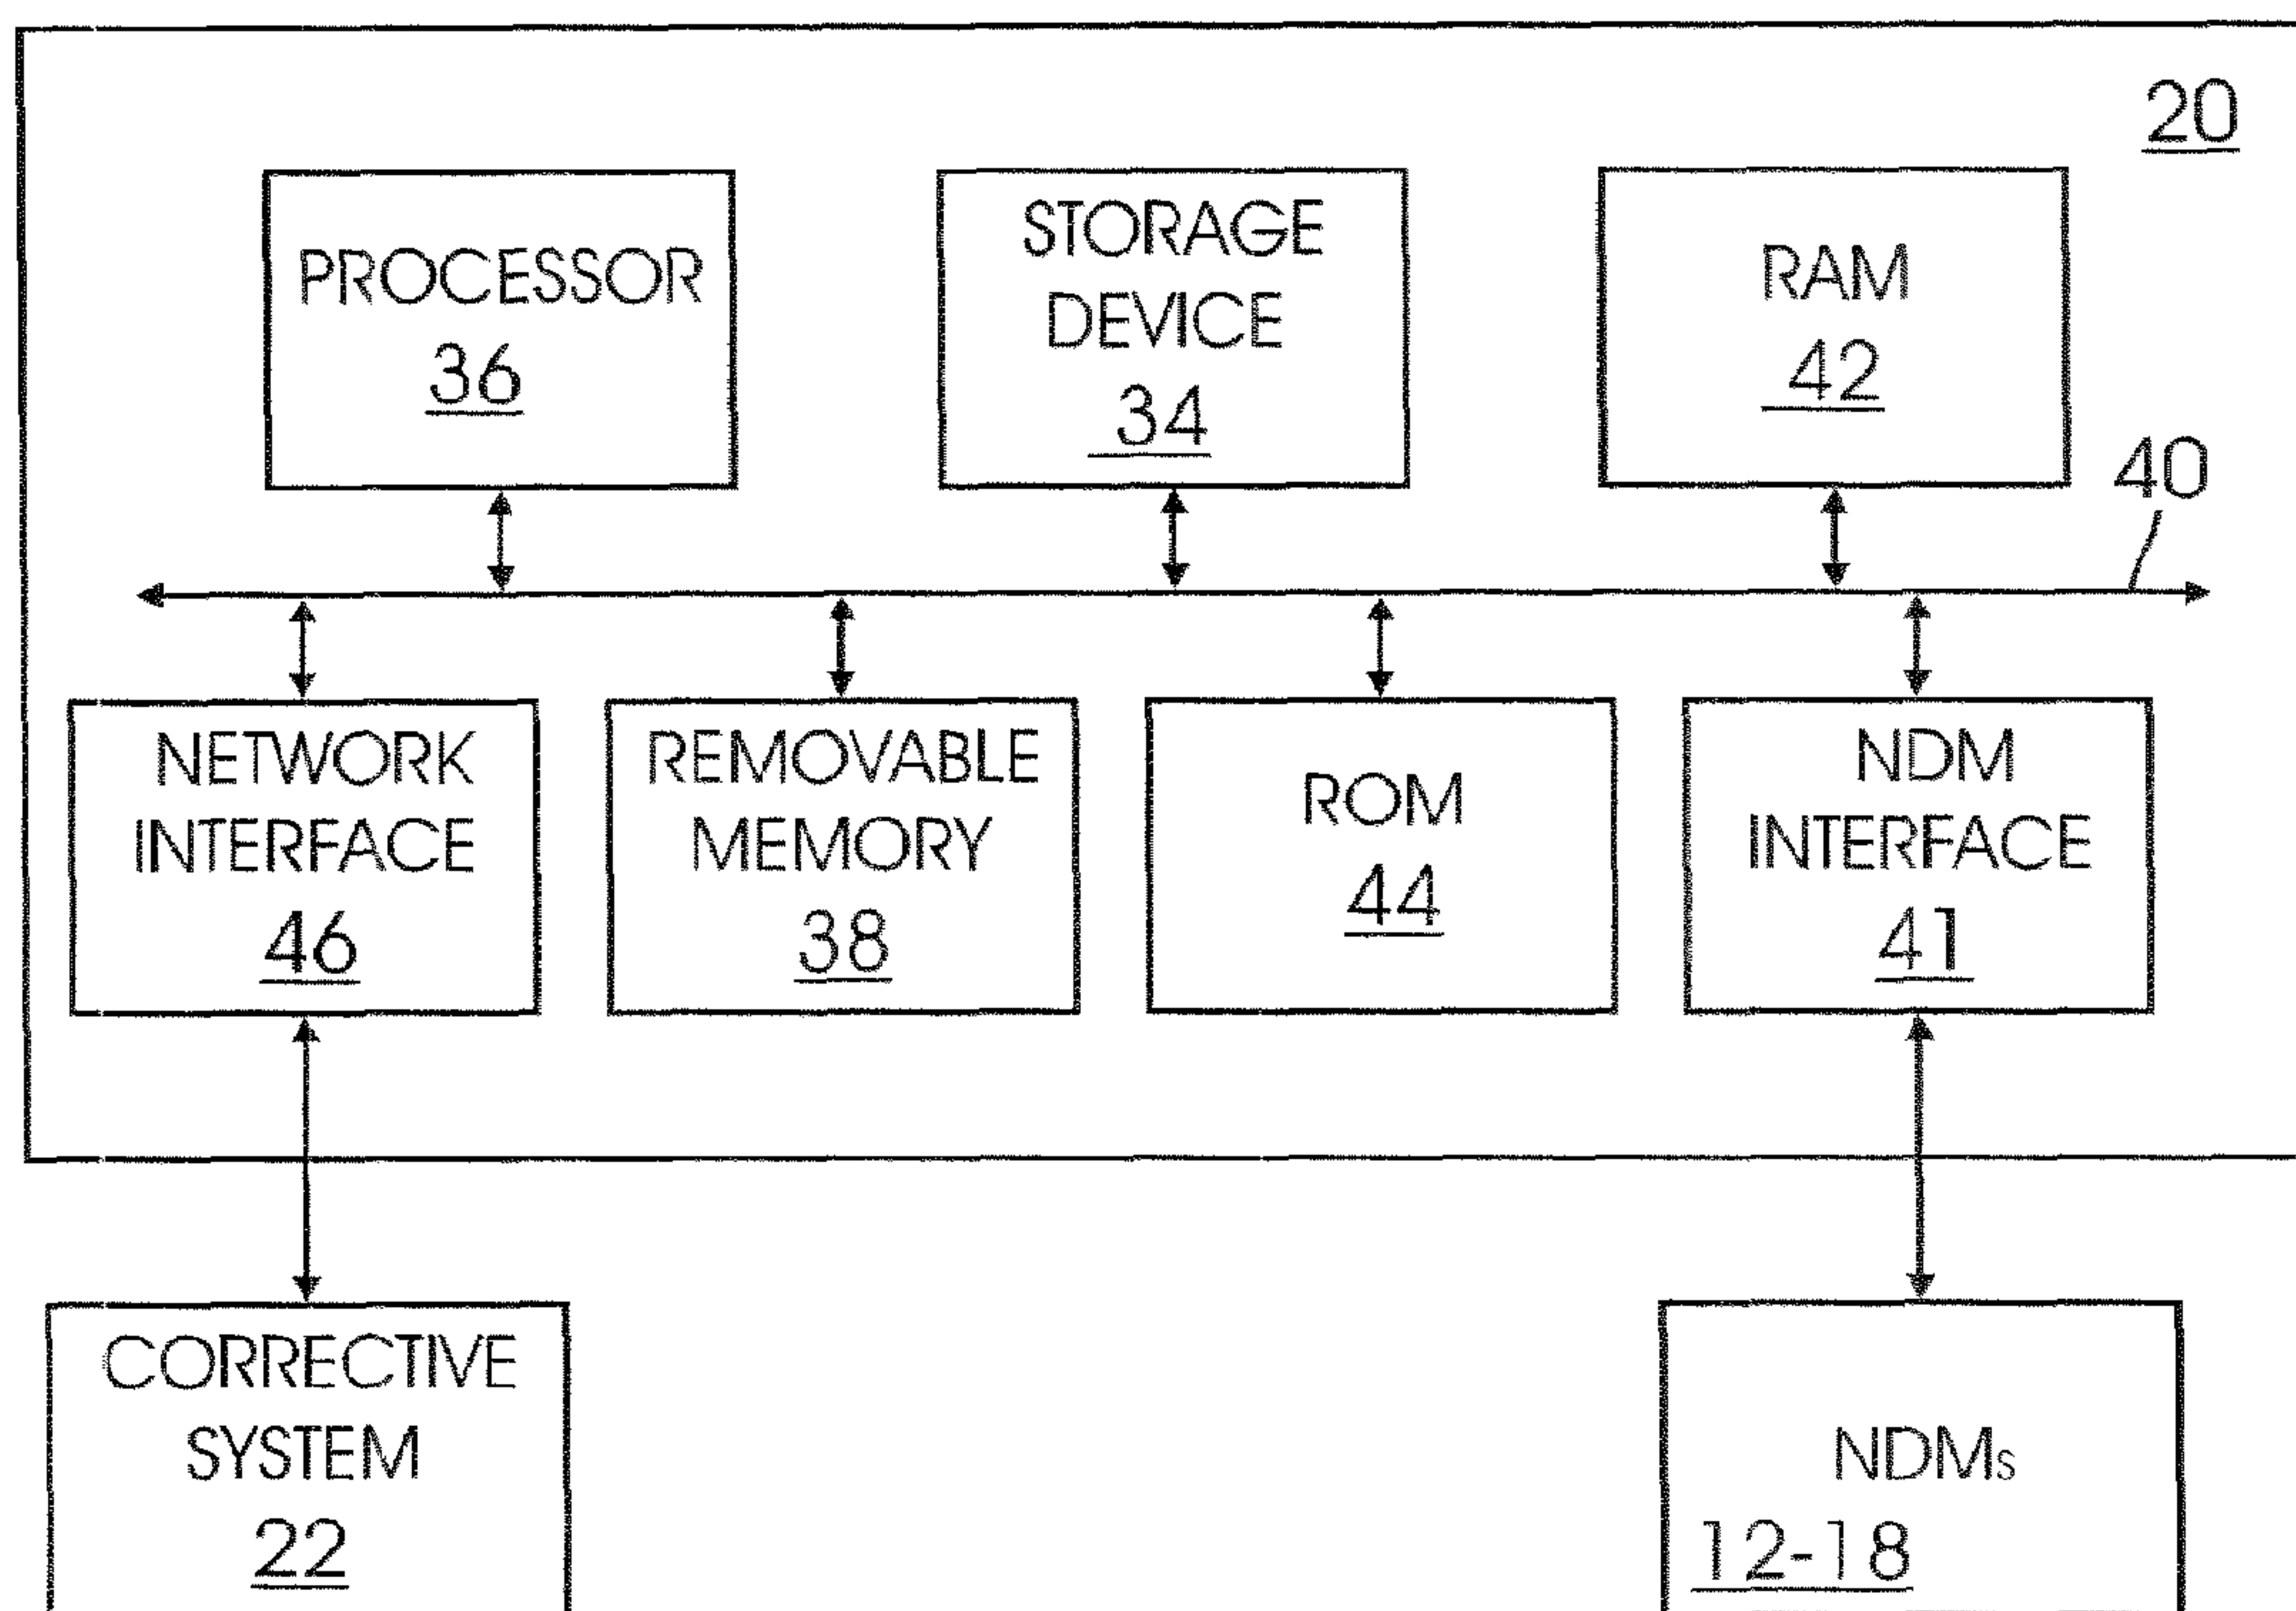 20
PROCESSOR
36
STORAGE
DEVICE
34
RAM
42
40
NETWORK
INTERFACE
46
REMOVABLE
MEMORY
38
ROM
44
NDM
INTERFACE
41
CORRECTIVE
SYSTEM
22
NDMs
12-18